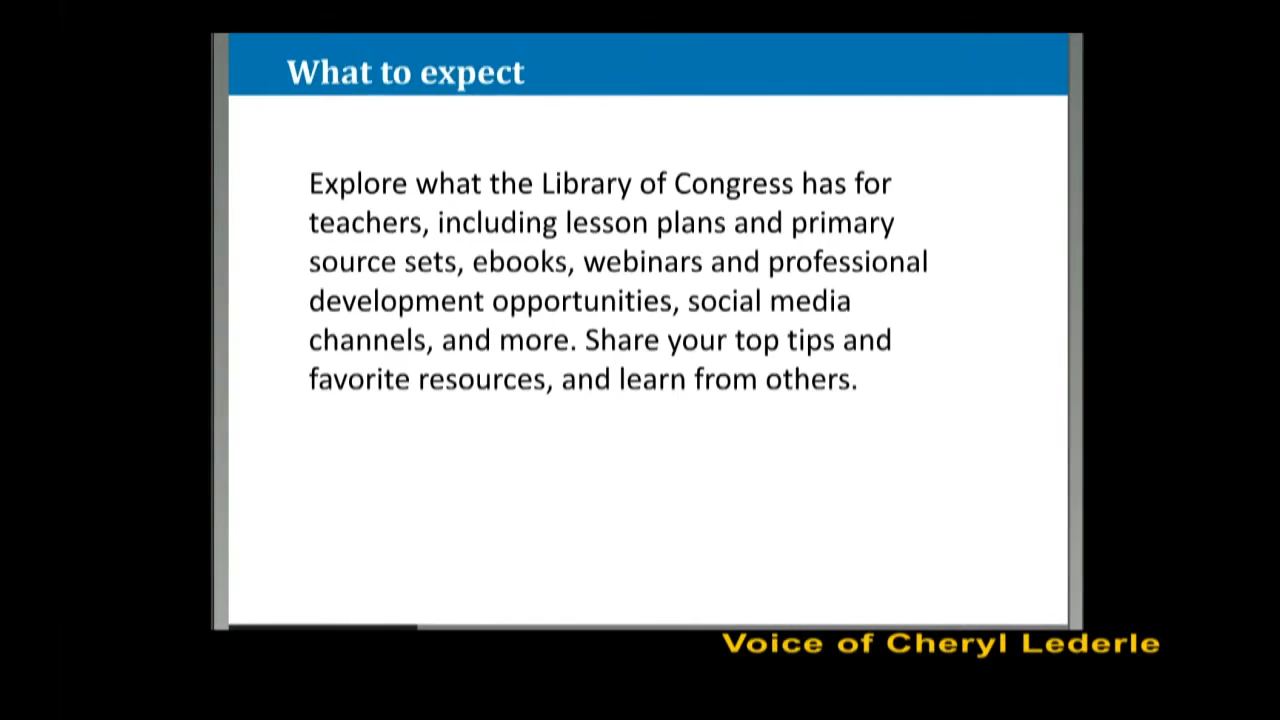 What to expect
Explore what the Library of Congress has for
teachers, including lesson plans and primary
source sets, ebooks, webinars and professional
development opportunities, social media
channels, and more. Share your top tips and
favorite resources, and learn from others.
Voice of Cheryl Lederle